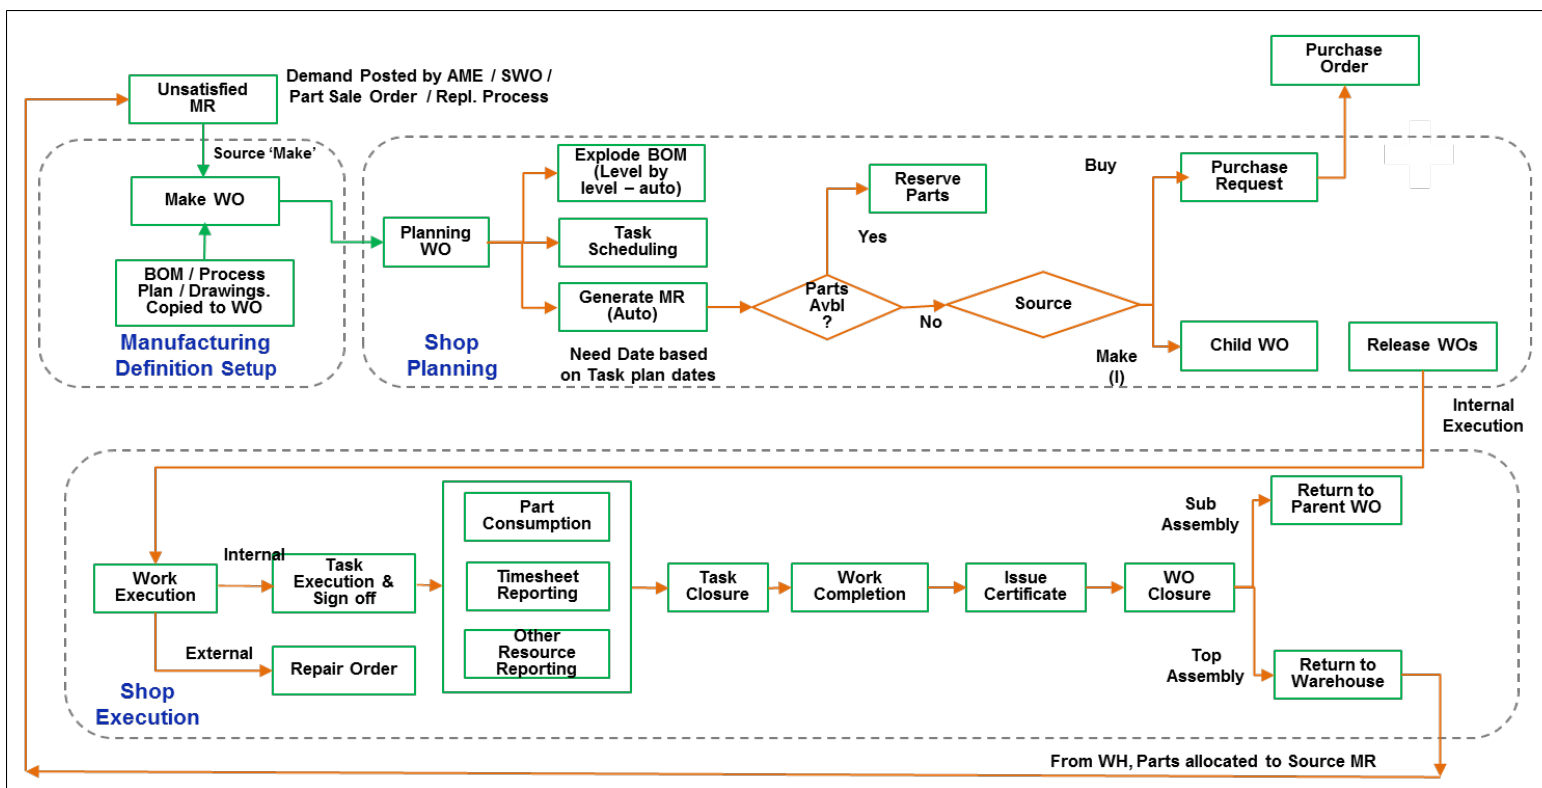 Purchase
Order
Unsatisfied
MR
Demand Posted by AME / SWO /
Part Sale Order / Repl. Process
Source ‘Make’
Make WO
BOM / Process
Plan / Drawings.
Copied to WO
Manufacturing
Definition Setup
Planning
WO
Explode BOM
(Level by
level – auto)
Task
Scheduling
Generate MR
(Auto)
Need Date based
on Task plan dates
Shop
Planning
Reserve
Parts
Yes
Parts
Avbl
?
No
Source
Buy
Purchase
Request
Make
(I)
Child WO
Release WOs
Internal
Execution
Work
Execution
Internal
Task
Execution &
Sign off
External
Repair Order
Shop
Execution
Part
Consumption
Timesheet
Reporting
Other
Resource
Reporting
Task
Closure
Work
Completion
Issue
Certificate
WO
Closure
Sub
Assembly
Return to
Parent WO
Top
Assembly
Return to
Warehouse
From WH, Parts allocated to Source MR